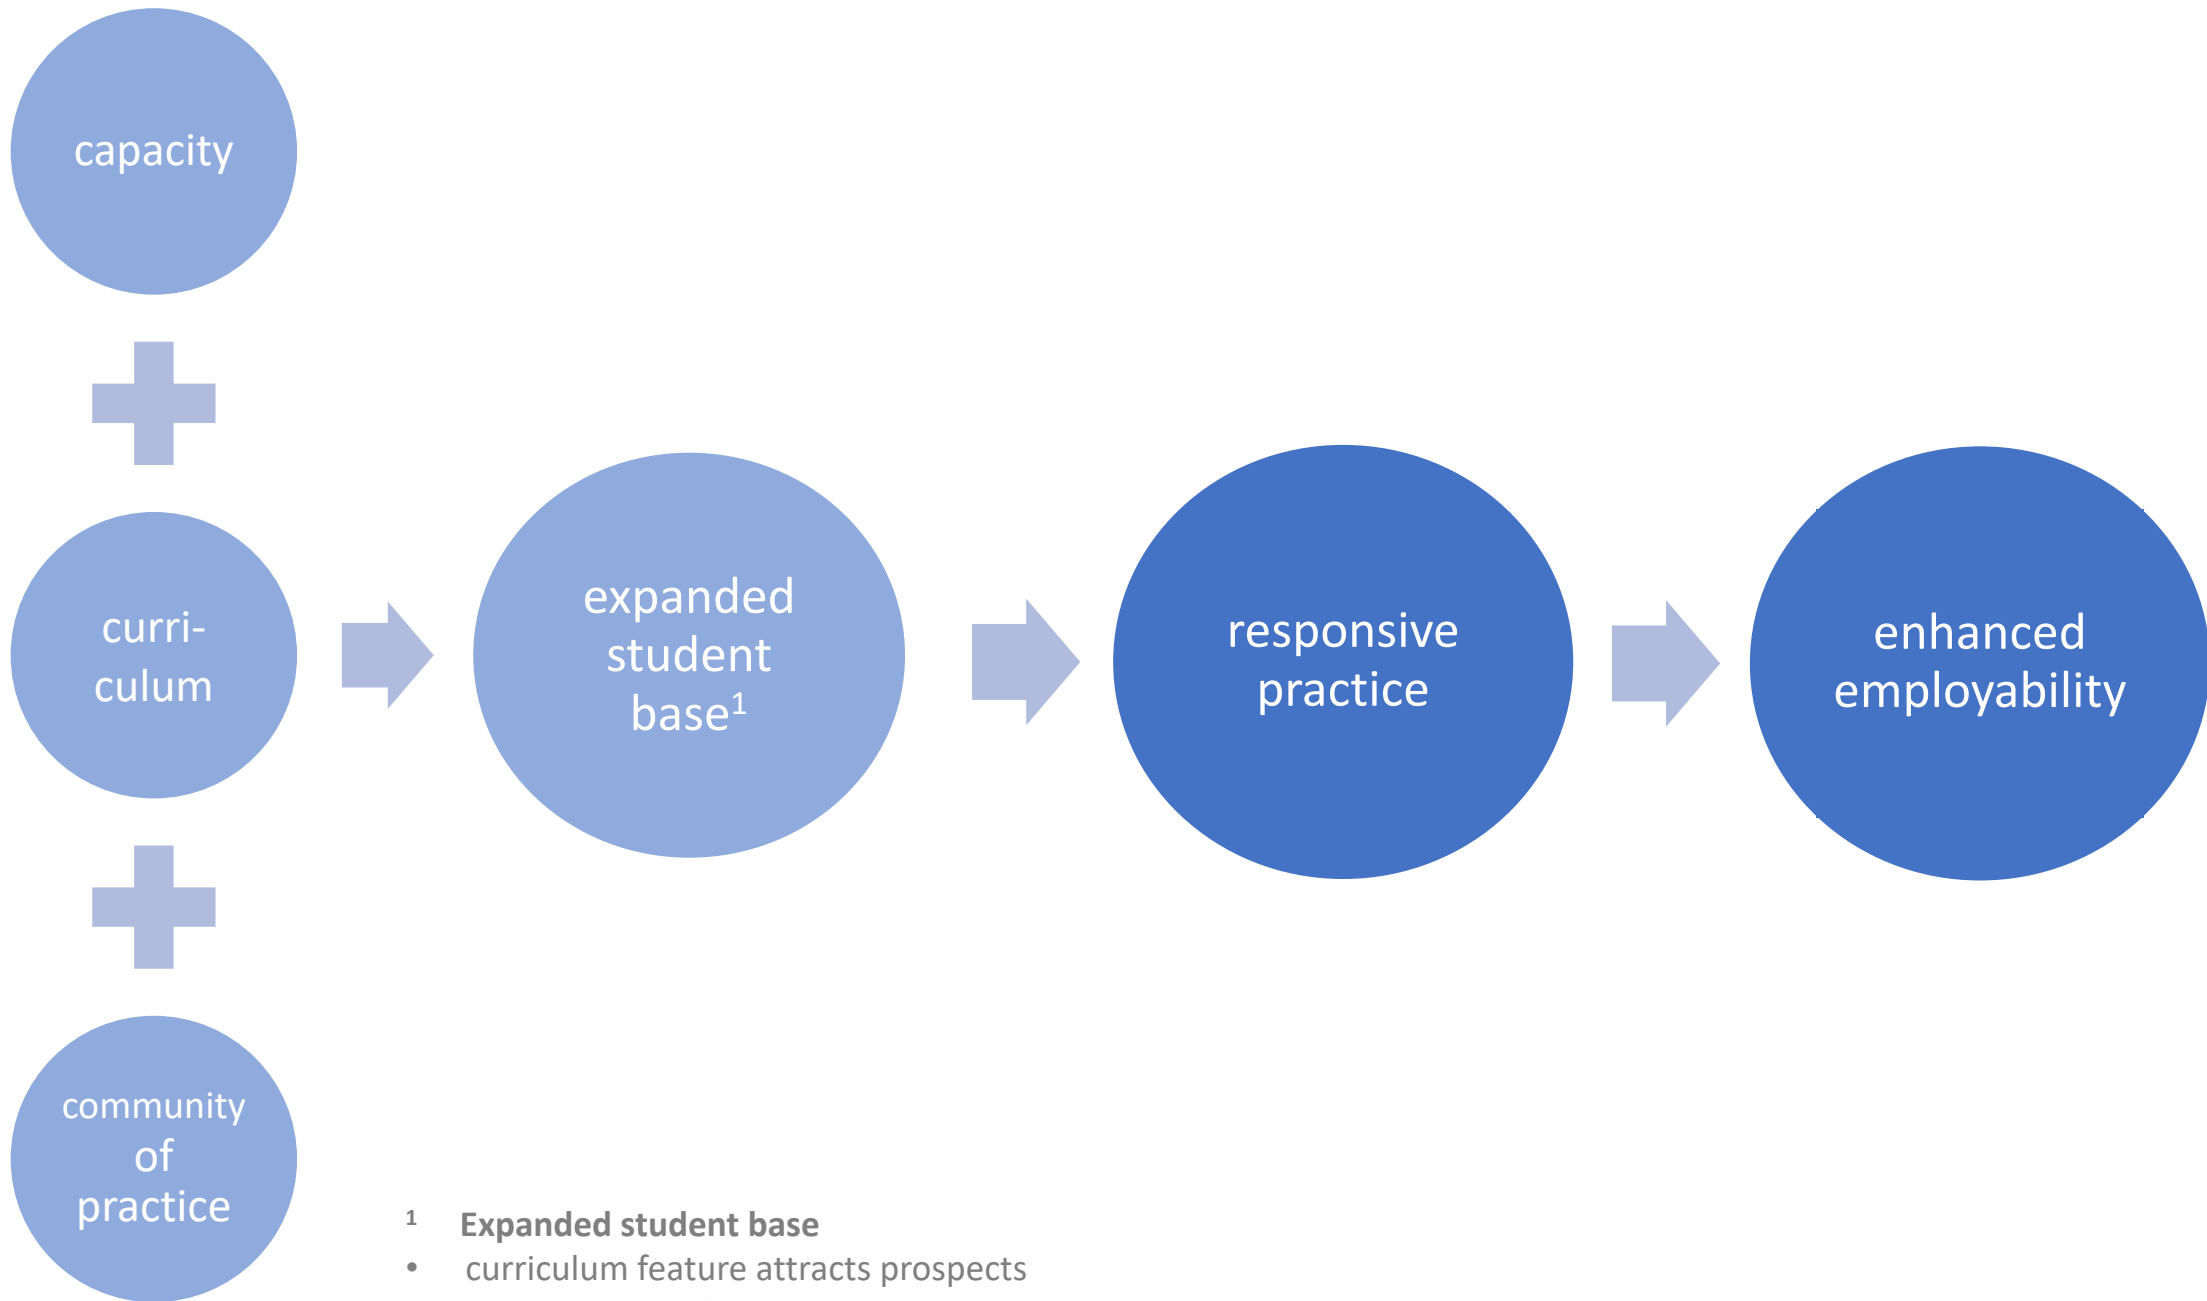 capacity
curri-
culum
community
of
practice
expanded
student
base¹
responsive
practice
enhanced
employability
¹ Expanded student base
• curriculum feature attracts prospects